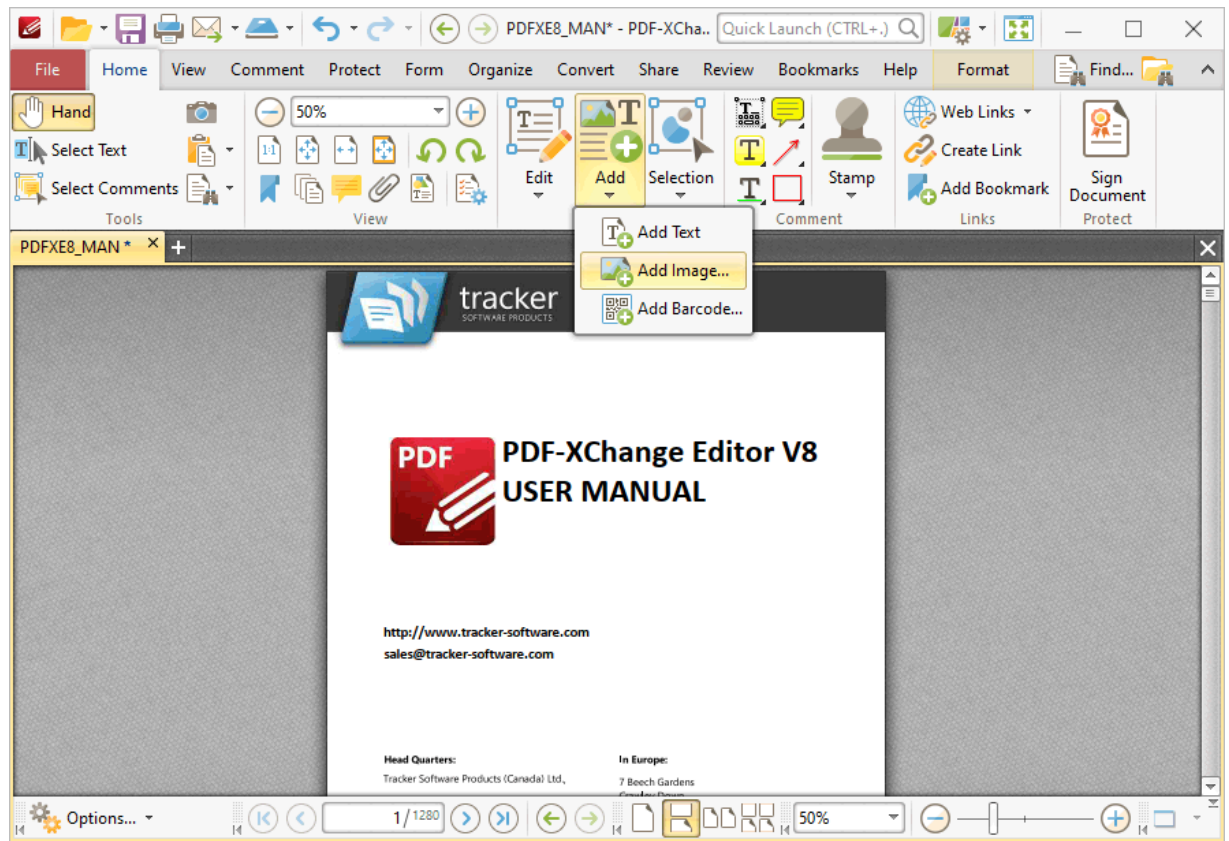 PDFXE8_MAN* - PDF-XCha.. Quick Launch (CTRL+.)
File Home View Comment Protect Form Organize Convert Share Review Bookmarks Help Format Find...
Hand
Select Text
Select Comments
Tools
50%
1:1
View
Edit
Add
Selection
Stamp
Comment
Web Links
Create Link
Add Bookmark
Links
Sign
Document
Protect
Add Text
Add Image...
Add Barcode...
PDFXE8_MAN *
tracker
SOFTWARE PRODUCTS
PDF
PDF-XChange Editor V8
USER MANUAL
http://www.tracker-software.com
sales@tracker-software.com
Head Quarters:
Tracker Software Products (Canada) Ltd.,
In Europe:
7 Beech Gardens
Crawley Down
Options... 1/1280 50%